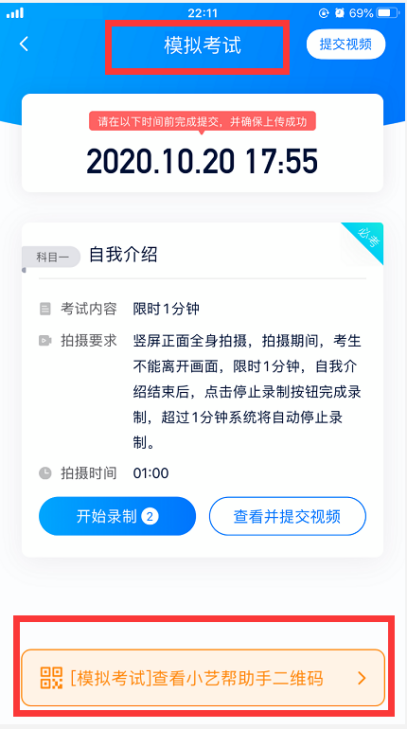 22:11 69%
模拟考试
提交视频
请在以下时间前完成提交，并确保上传成功
2020.10.20 17:55
必考
科目一 自我介绍
考试内容 限时1分钟
拍摄要求 竖屏正面全身拍摄，拍摄期间，考生
不能离开画面，限时1分钟，自我介
绍结束后，点击停止录制按钮完成录
制，超过1分钟系统将自动停止录
制。
拍摄时间 01:00
开始录制 2 查看并提交视频
[模拟考试]查看小艺帮助手二维码